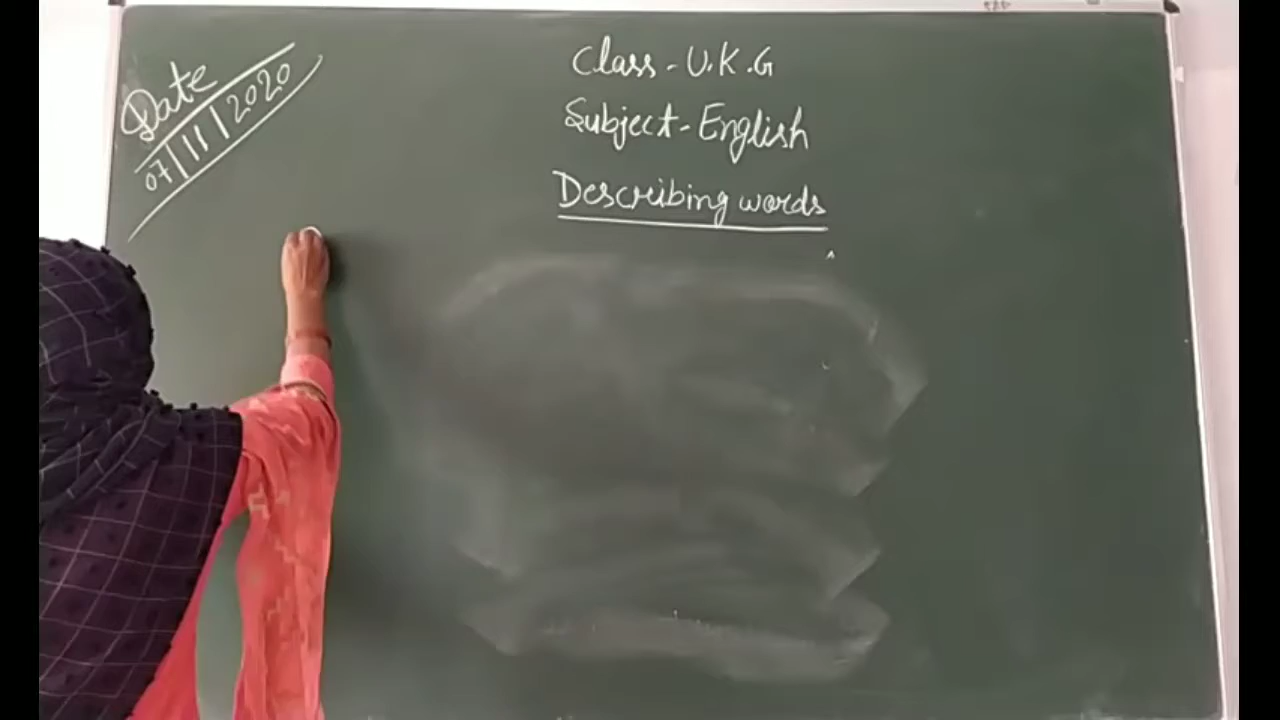 Date
07/11/2020
Class - U.K.G
Subject - English
Describing words